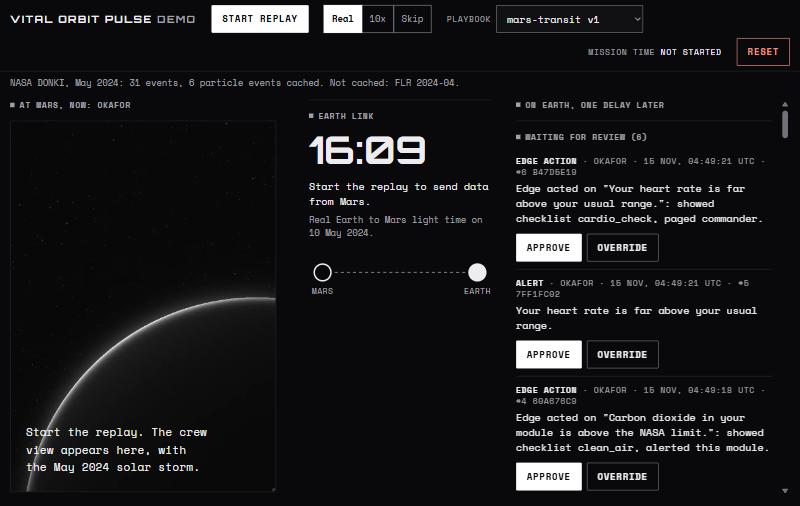 VITAL ORBIT PULSE DEMO
START REPLAY
Real 10x Skip
PLAYBOOK mars-transit v1
MISSION TIME NOT STARTED
RESET
NASA DONKI, May 2024: 31 events, 6 particle events cached. Not cached: FLR 2024-04.
AT MARS, NOW: OKAFOR
Start the replay. The crew
view appears here, with
the May 2024 solar storm.
EARTH LINK
16:09
Start the replay to send data
from Mars.
Real Earth to Mars light time on
10 May 2024.
MARS EARTH
ON EARTH, ONE DELAY LATER
WAITING FOR REVIEW (6)
EDGE ACTION · OKAFOR · 15 NOV, 04:49:21 UTC ·
#6 B47D5E19
Edge acted on "Your heart rate is far
above your usual range.": showed
checklist cardio_check, paged commander.
APPROVE OVERRIDE
ALERT · OKAFOR · 15 NOV, 04:49:21 UTC · #5
7FF1FC02
Your heart rate is far above your usual
range.
APPROVE OVERRIDE
EDGE ACTION · OKAFOR · 15 NOV, 04:49:18 UTC ·
#4 60A676C9
Edge acted on "Carbon dioxide in your
module is above the NASA limit.": showed
checklist clean_air, alerted this module.
APPROVE OVERRIDE